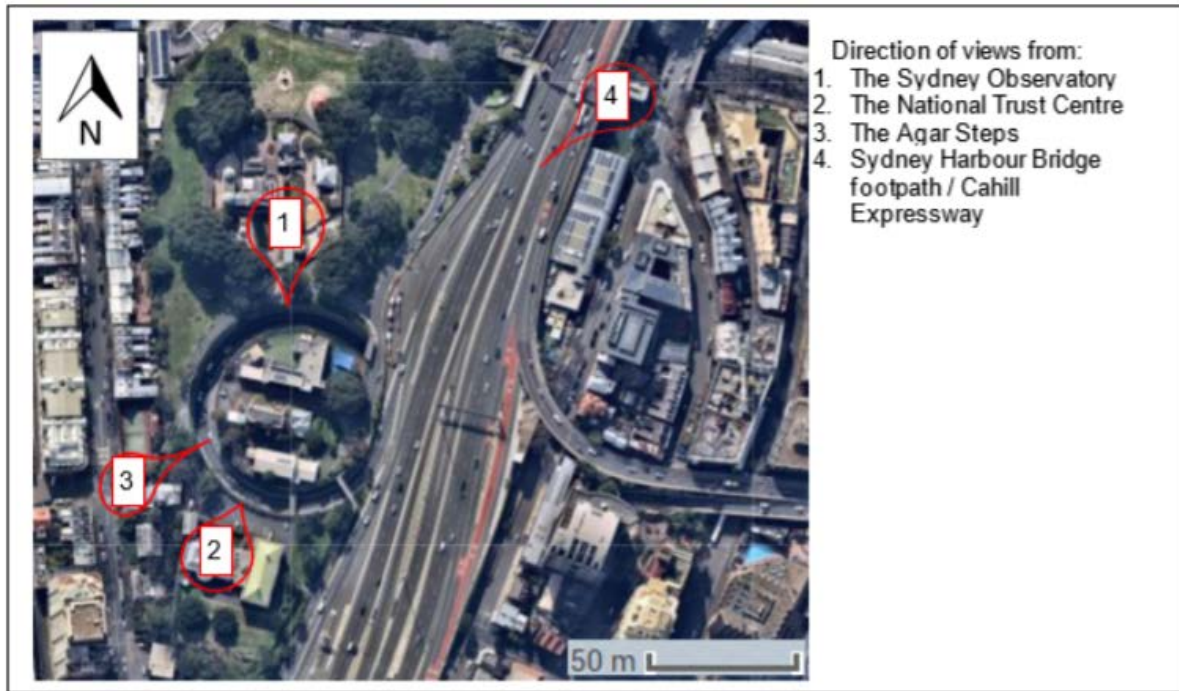 N
1
2
3
4
50 m
Direction of views from:
1. The Sydney Observatory
2. The National Trust Centre
3. The Agar Steps
4. Sydney Harbour Bridge
footpath / Cahill
Expressway